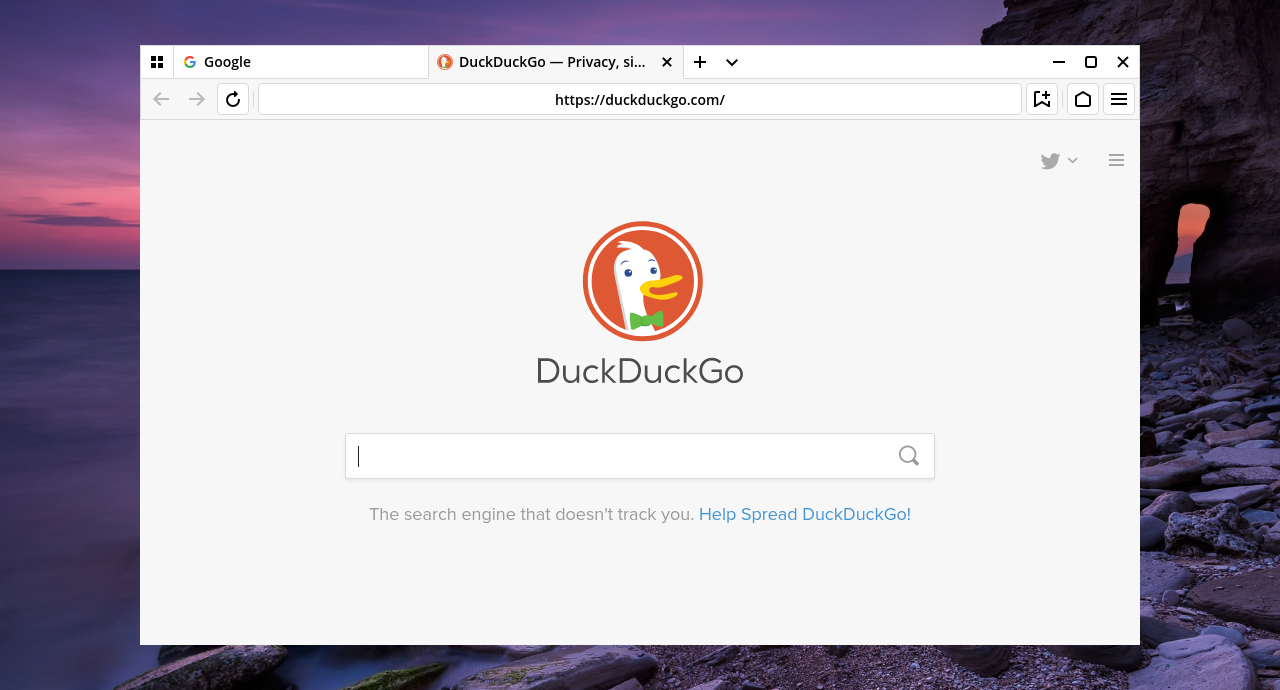 Google
DuckDuckGo — Privacy, si...
https://duckduckgo.com/
DuckDuckGo
The search engine that doesn't track you. Help Spread DuckDuckGo!